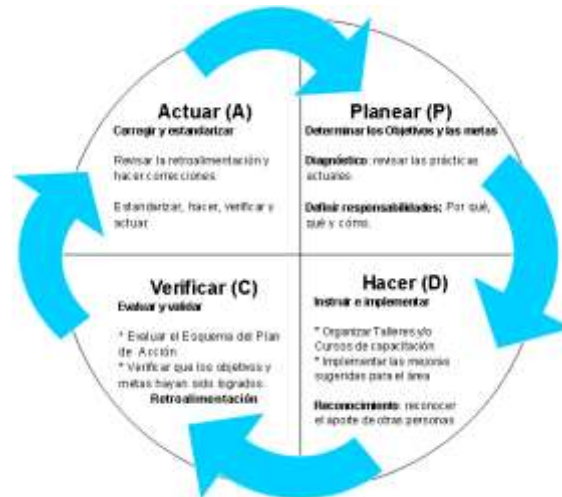 Actuar (A)
Corregir y estandarizar
Revisar la retroalimentación y
hacer correcciones.
Estandarizar, hacer, verificar y
actuar.
Planear (P)
Determinar los Objetivos y las metas
Diagnóstico: revisar las prácticas
actuales.
Definir responsabilidades: Por qué,
qué y cómo.
Verificar (C)
Evaluar y validar
* Evaluar el Esquema del Plan
de Acción
* Verificar que los objetivos y
metas hayan sido logrados.
Retroalimentación
Hacer (D)
Instruir e implementar
* Organizar Talleres y/o
Cursos de capacitación
* Implementar las mejoras
sugeridas para el área
Reconocimiento: reconocer
el aporte de otras personas